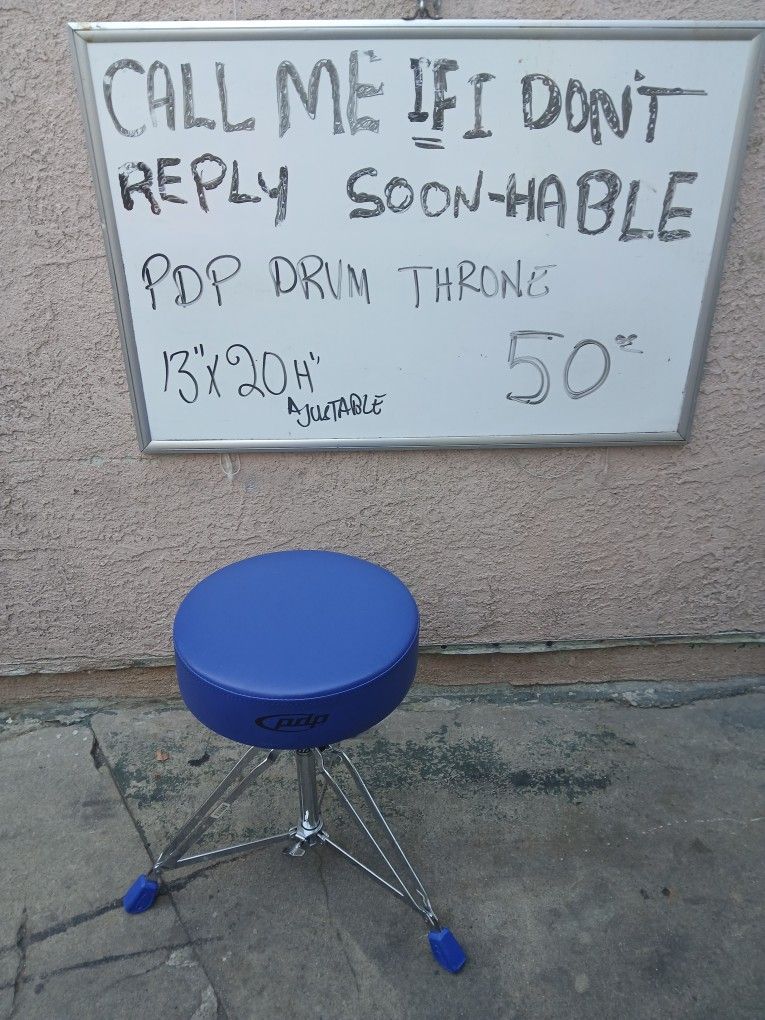 CALL ME IF I DON'T
REPLY SOON-HABLE
PDP DRUM THRONE
13"X20H"
AJUSTABLE
50
pdp